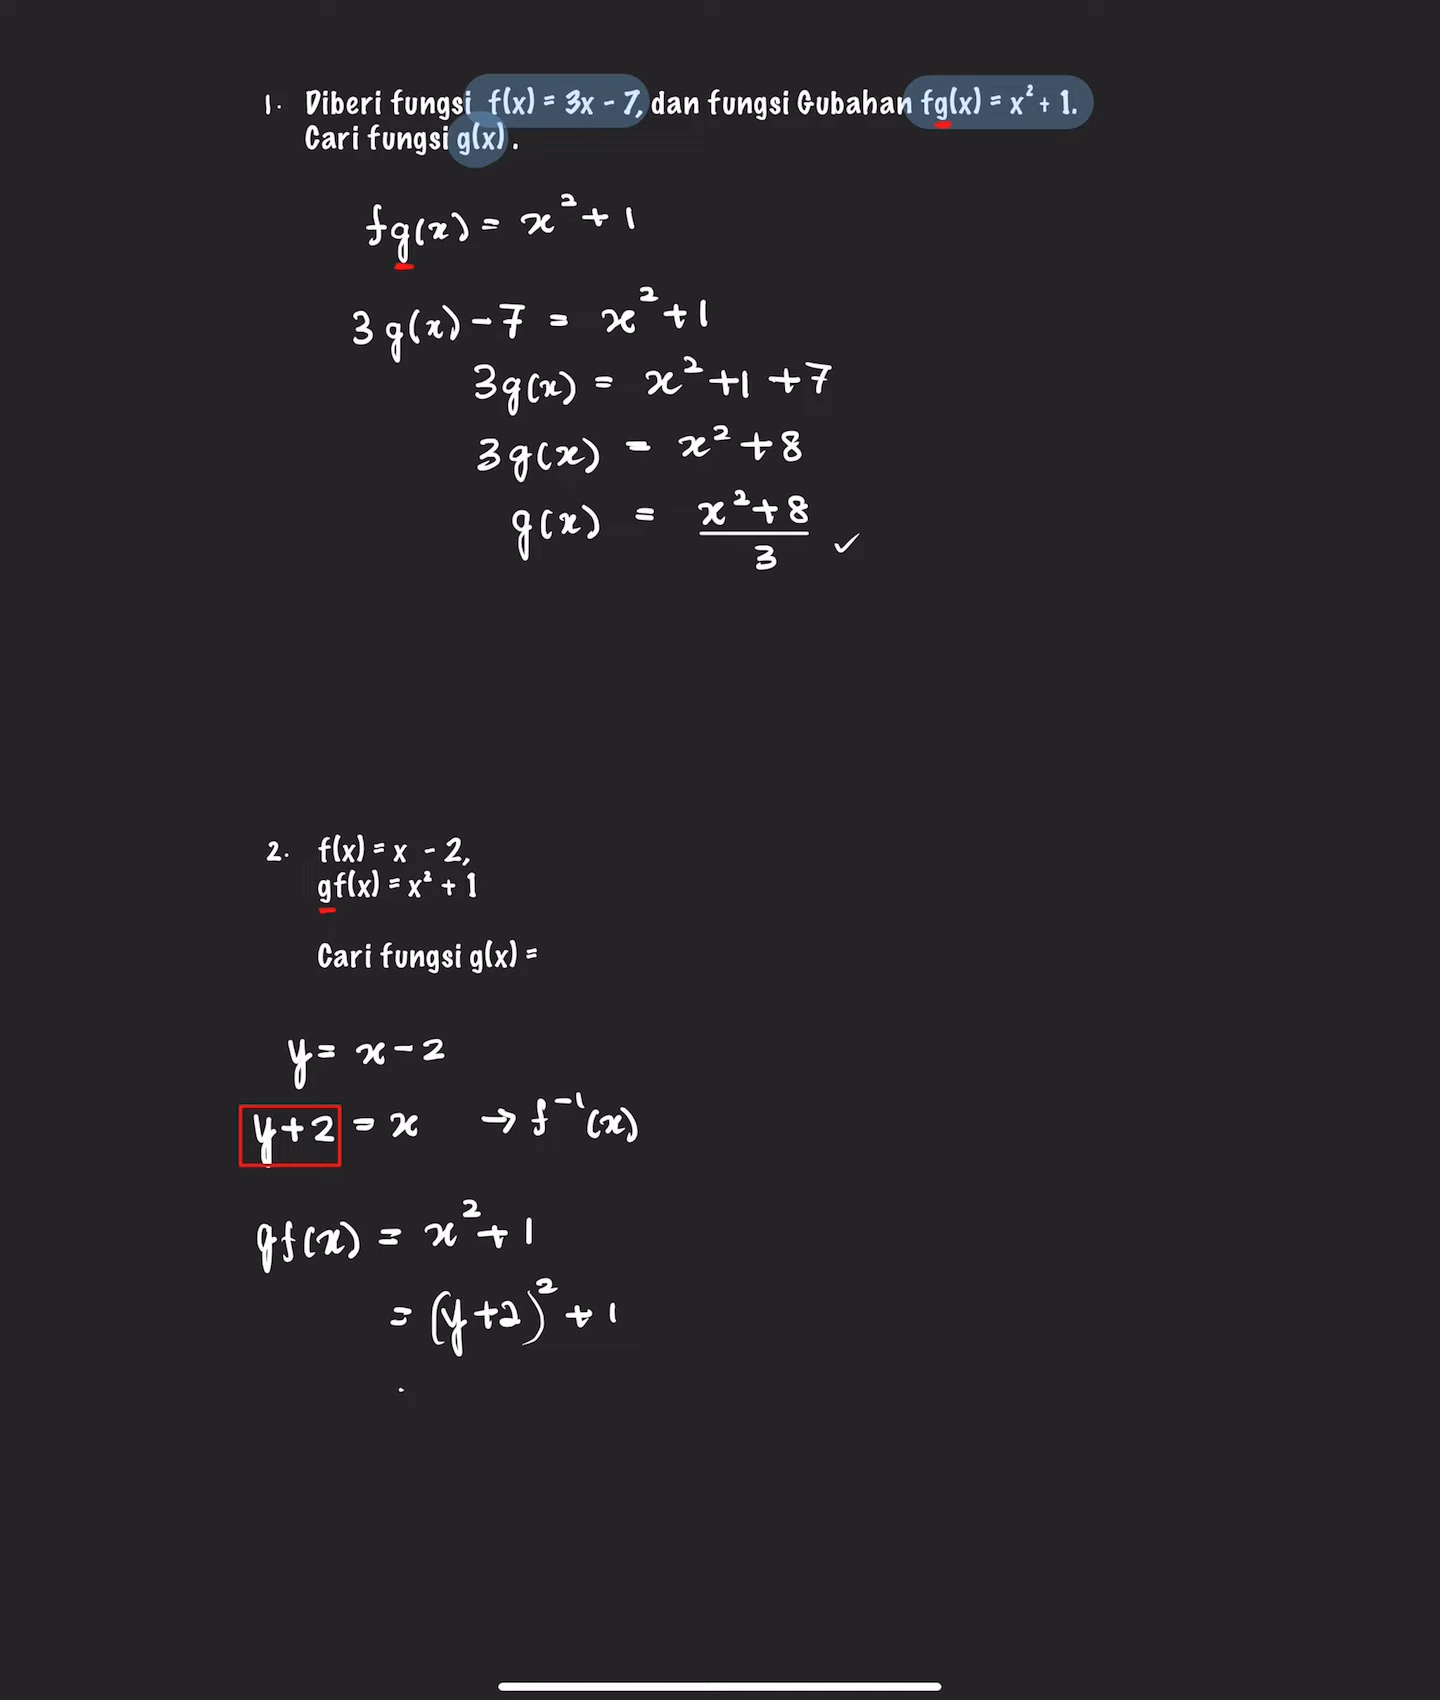 1. Diberi fungsi f(x) = 3x - 7, dan fungsi Gubahan fg(x) = x² + 1.
Cari fungsi g(x).
fg(x) = x² + 1
3g(x) - 7 = x² + 1
3g(x) = x² + 1 + 7
3g(x) = x² + 8
g(x) = x² + 8
3 ✓
2. f(x) = x - 2,
gf(x) = x² + 1
Cari fungsi g(x) =
y = x - 2
y + 2 = x → f⁻¹(x)
gf(x) = x² + 1
= (y + 2)² + 1